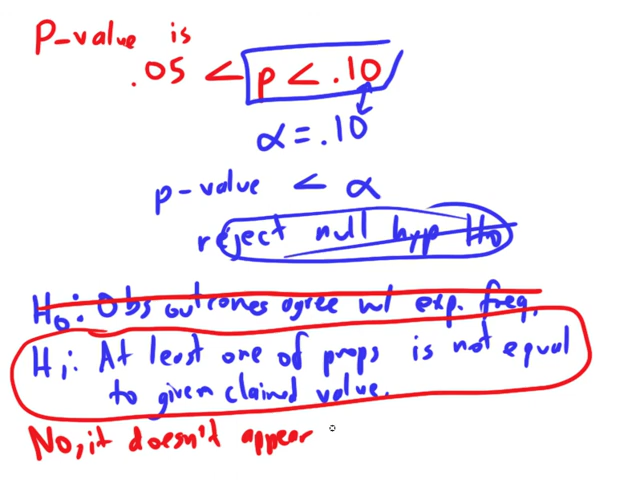 P-value is
.05 < p < .10
α = .10
p-value < α
reject null hyp H₀
H₀: Obs outcomes agree w/ exp. freq.
H₁: At least one of props is not equal
to given claimed value.
No, it doesn't appear